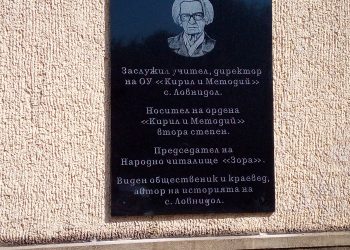 Заслужил учител, директор
на ОУ «Кирил и Методий»
с. Ловнидол.
Носител на ордена
«Кирил и Методий»
втора степен.
Председател на
Народно читалище «Зора».
Виден общественик и краевед,
автор на историята на
с. Ловнидол.